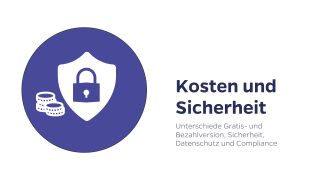 Kosten und
Sicherheit
Unterschiede Gratis- und
Bezahlversion, Sicherheit,
Datenschutz und Compliance